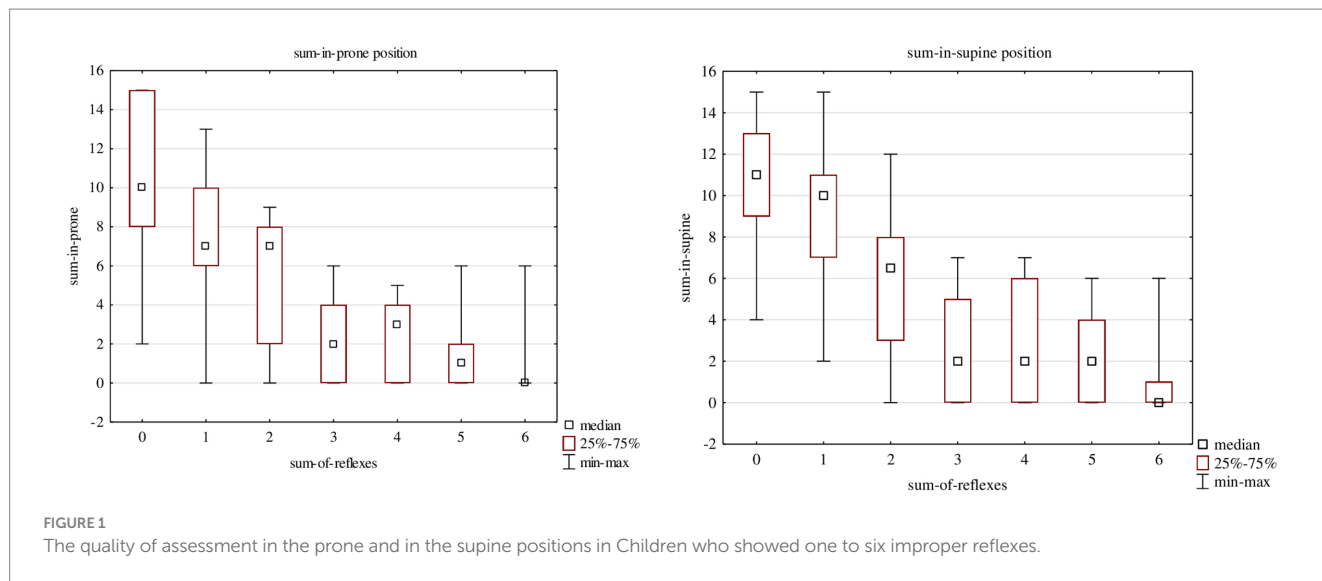 sum-in-prone position
16
14
12
10
8
6
4
2
0
-2
sum-in-prone
0 1 2 3 4 5 6
sum-of-reflexes
median
25%-75%
min-max
sum-in-supine position
16
14
12
10
8
6
4
2
0
-2
sum-in-supine
0 1 2 3 4 5 6
sum-of-reflexes
median
25%-75%
min-max
FIGURE 1
The quality of assessment in the prone and in the supine positions in Children who showed one to six improper reflexes.